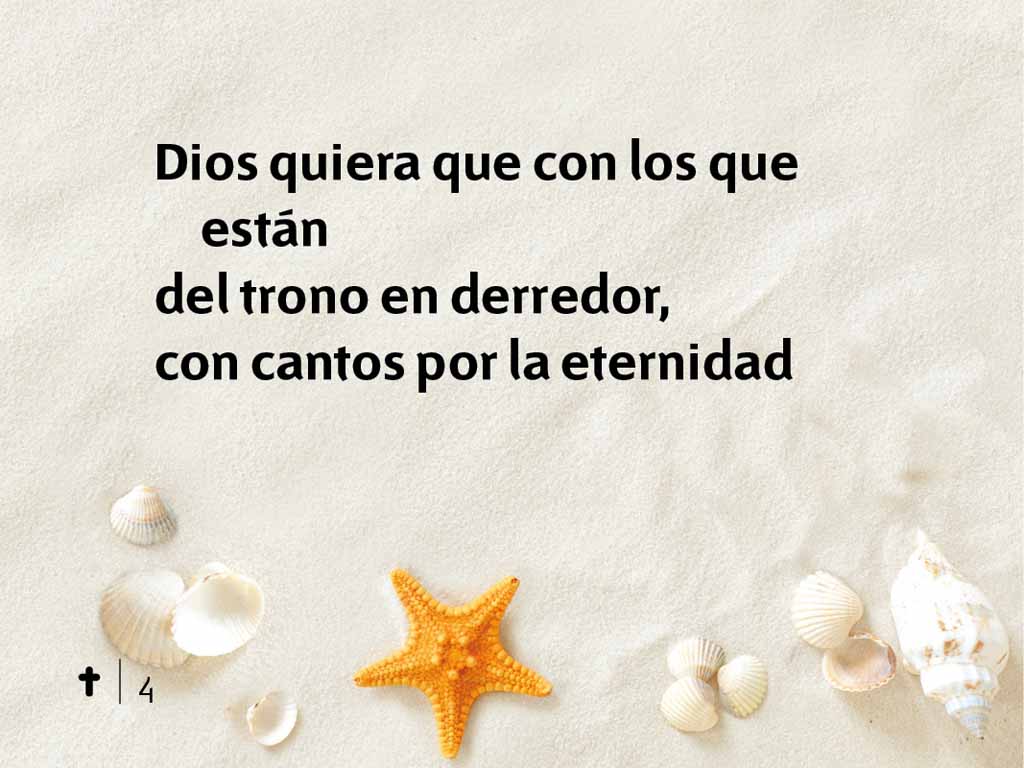 Dios quiera que con los que
están
del trono en derredor,
con cantos por la eternidad
4